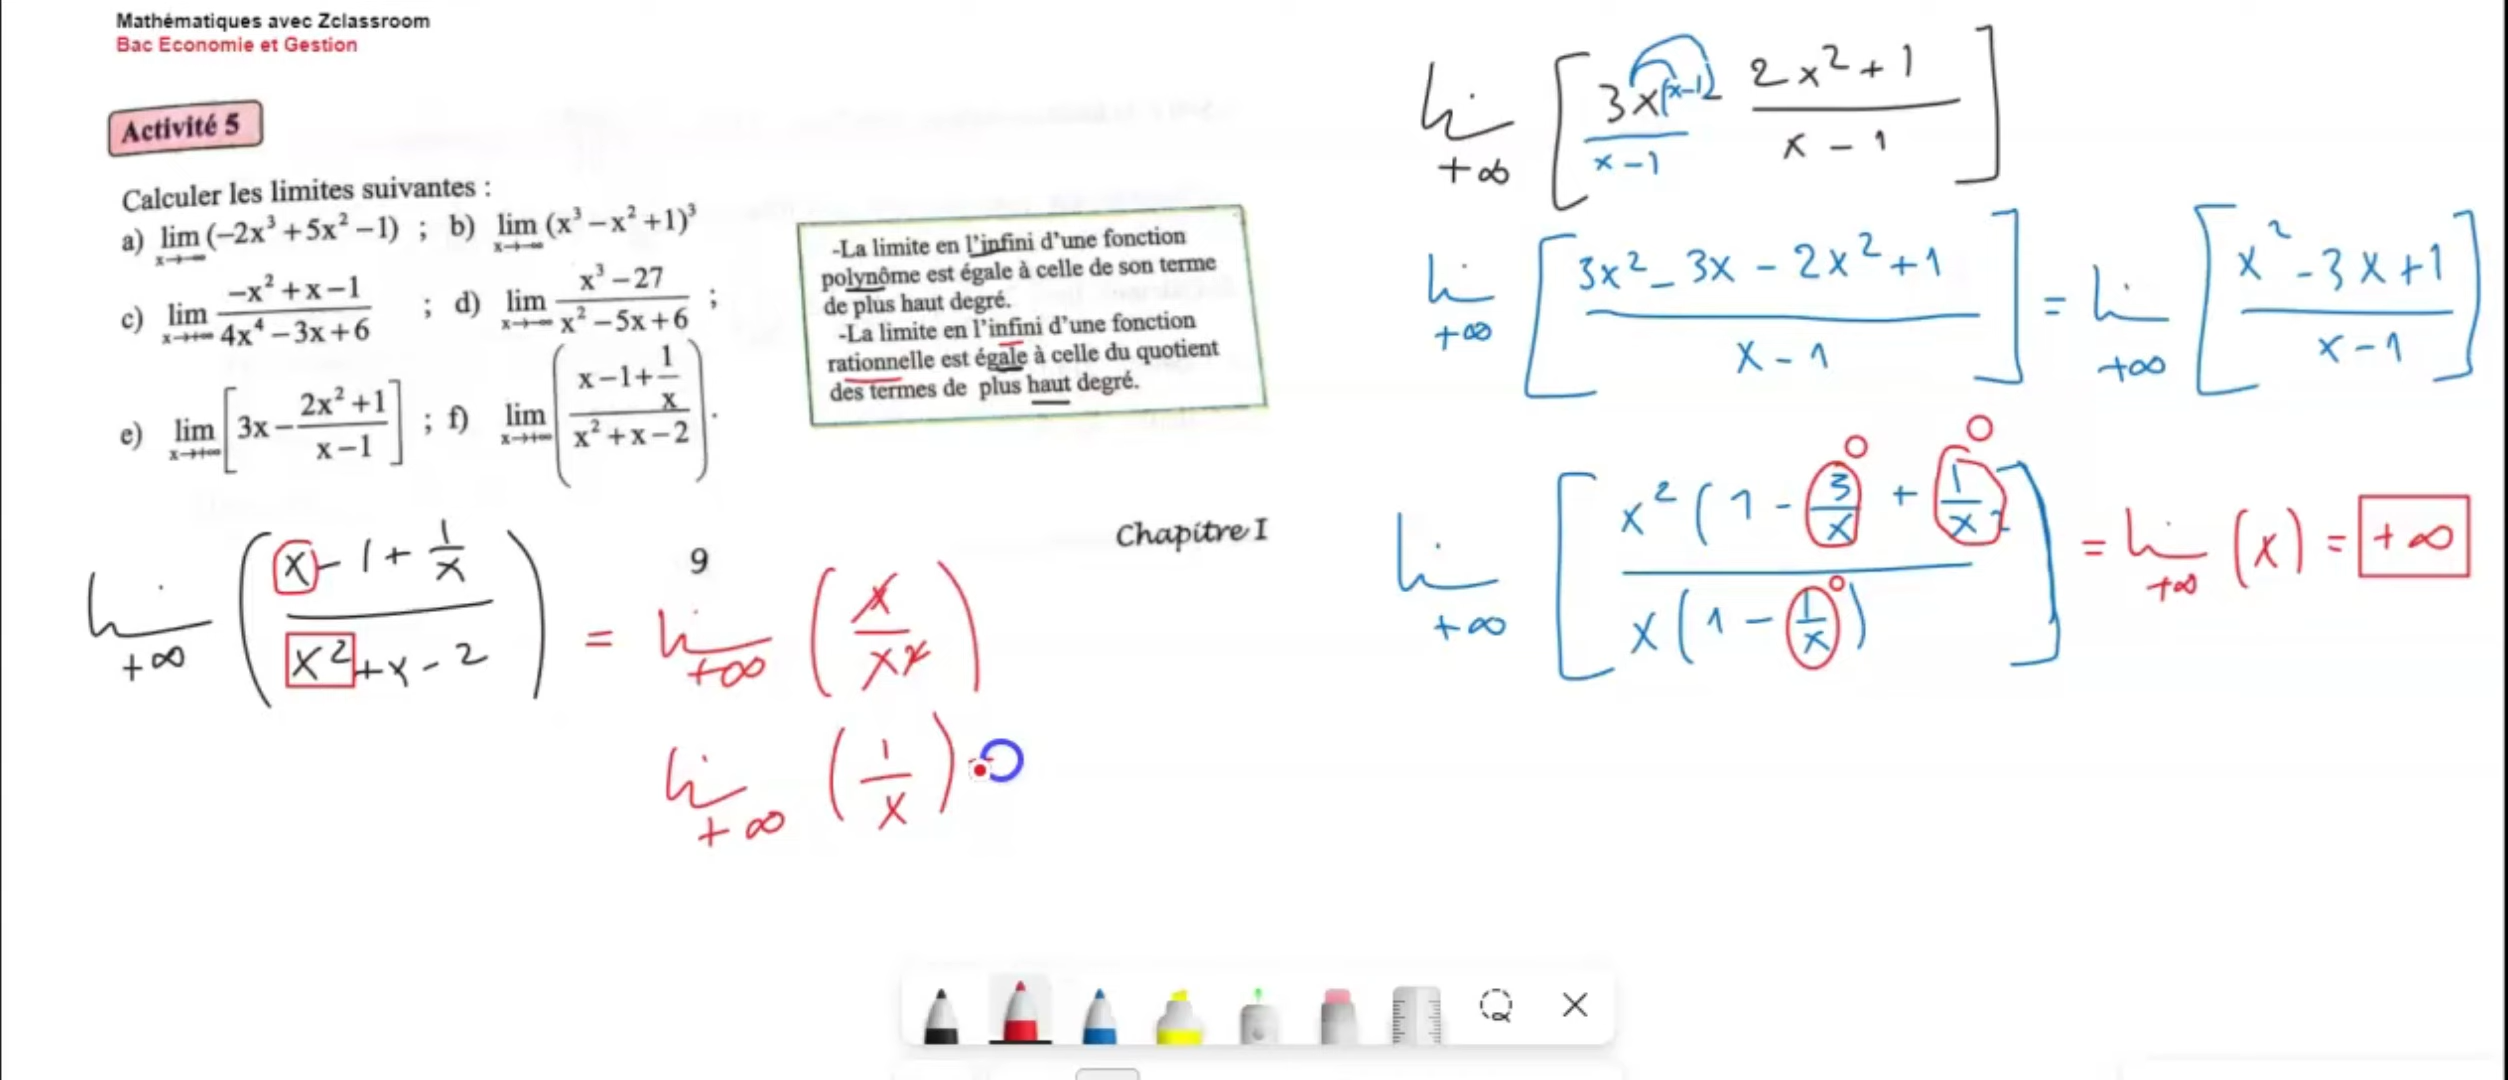 Mathématiques avec Zclassroom
Bac Economie et Gestion
Activité 5
Calculer les limites suivantes :
a) lim x→−∞ (−2x³ + 5x² − 1) ; b) lim x→−∞ (x³ − x² + 1)³
c) lim x→+∞ (−x² + x − 1)/(4x⁴ − 3x + 6) ; d) lim x→−∞ (x³ − 27)/(x² − 5x + 6) ;
e) lim x→+∞ [3x − (2x² + 1)/(x − 1)] ; f) lim x→+∞ ((x − 1 + 1/x)/(x² + x − 2)).
-La limite en l’infini d’une fonction
polynôme est égale à celle de son terme
de plus haut degré.
-La limite en l’infini d’une fonction
rationnelle est égale à celle du quotient
des termes de plus haut degré.
9
Chapitre I
lim +∞ ((x − 1 + 1/x)/(x² + x − 2)) = lim +∞ (x/x²)
lim +∞ (1/x)
lim +∞ [3x(x−1)/(x−1) − (2x² + 1)/(x − 1)]
lim +∞ [(3x² − 3x − 2x² + 1)/(x − 1)] = lim +∞ [(x² − 3x + 1)/(x − 1)]
0 0
lim +∞ [x²(1 − 3/x + 1/x²)/x(1 − 1/x)] = lim +∞ (x) = +∞
0